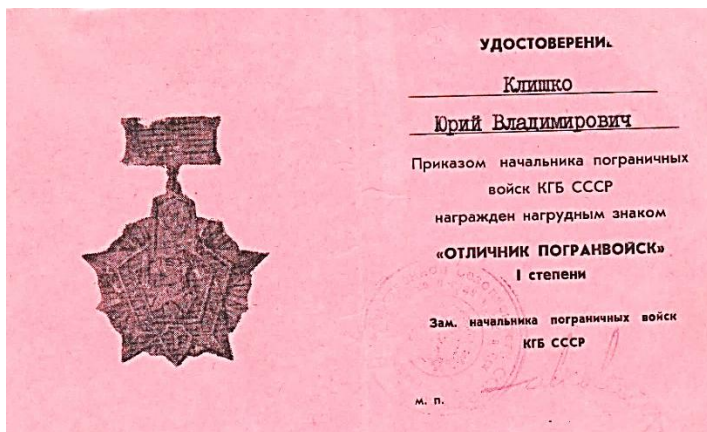 УДОСТОВЕРЕНИЕ
Клишко
Юрий Владимирович
Приказом начальника пограничных
войск КГБ СССР
награжден нагрудным знаком
«ОТЛИЧНИК ПОГРАНВОЙСК»
I степени
Зам. начальника пограничных войск
КГБ СССР
м. п.